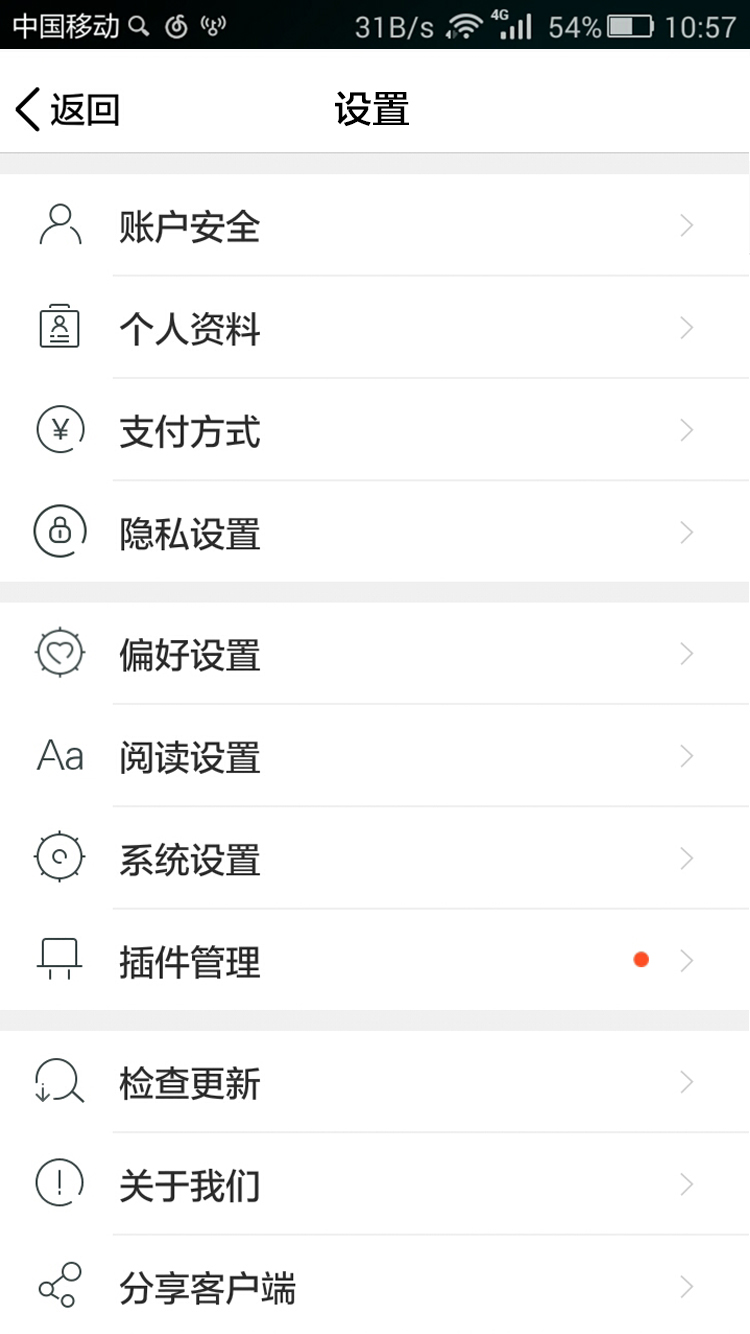 中国移动 31B/s 4G 54% 10:57
返回 设置
账户安全
个人资料
¥ 支付方式
隐私设置
偏好设置
Aa 阅读设置
系统设置
插件管理
检查更新
! 关于我们
分享客户端